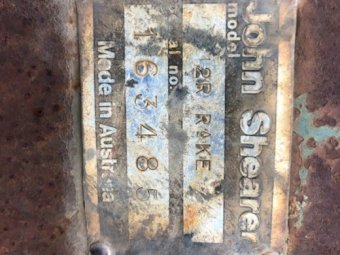 John Shearer
model
2R RAKE
al no.
163485
Made in Australia